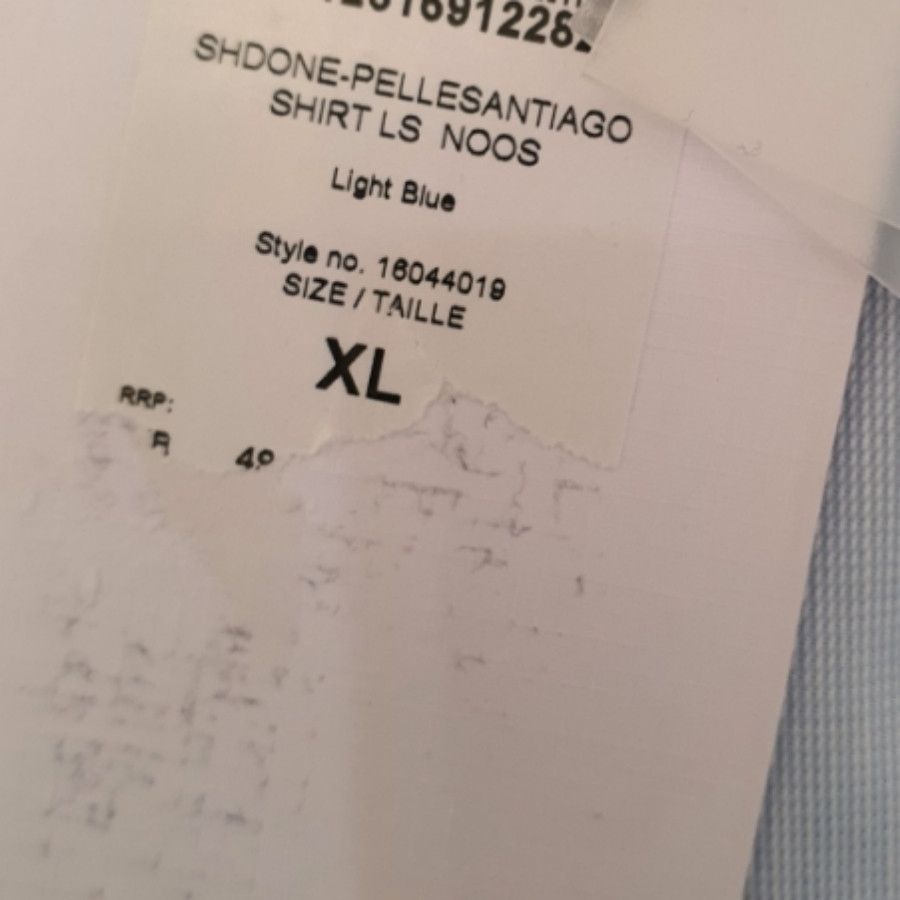 SHDONE-PELLESANTIAGO
SHIRT LS NOOS
Light Blue
Style no. 16044019
SIZE / TAILLE
XL
RRP: